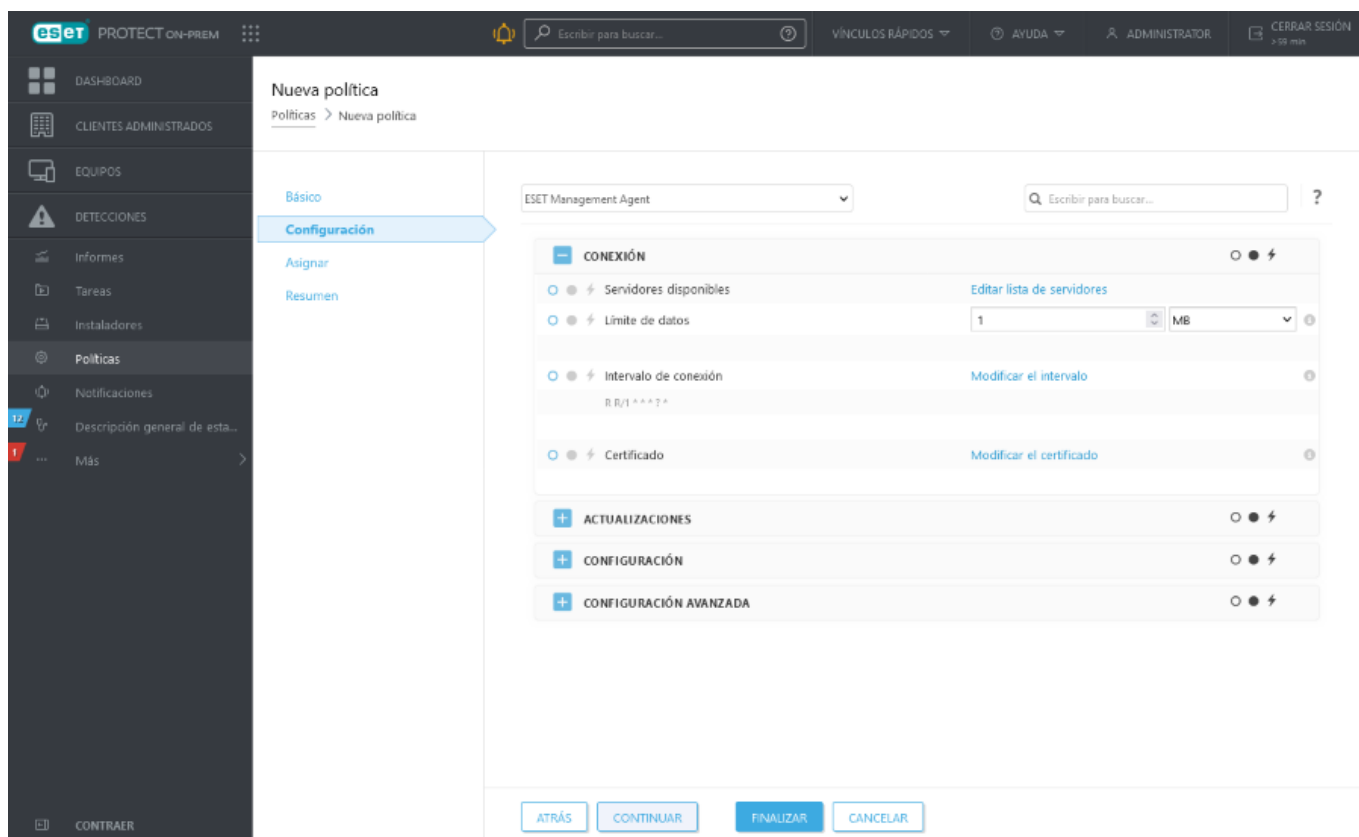 eset PROTECT ON-PREM
Escribir para buscar...
VÍNCULOS RÁPIDOS
AYUDA
ADMINISTRATOR
CERRAR SESIÓN
> 59 min
DASHBOARD
CLIENTES ADMINISTRADOS
EQUIPOS
DETECCIONES
Informes
Tareas
Instaladores
Políticas
Notificaciones
12
Descripción general de esta...
1
Más
CONTRAER
Nueva política
Políticas > Nueva política
Básico
Configuración
Asignar
Resumen
ESET Management Agent
Escribir para buscar...
?
CONEXIÓN
Servidores disponibles
Editar lista de servidores
Límite de datos
1
MB
Intervalo de conexión
Modificar el intervalo
R R/1 * * * ? *
Certificado
Modificar el certificado
ACTUALIZACIONES
CONFIGURACIÓN
CONFIGURACIÓN AVANZADA
ATRÁS
CONTINUAR
FINALIZAR
CANCELAR